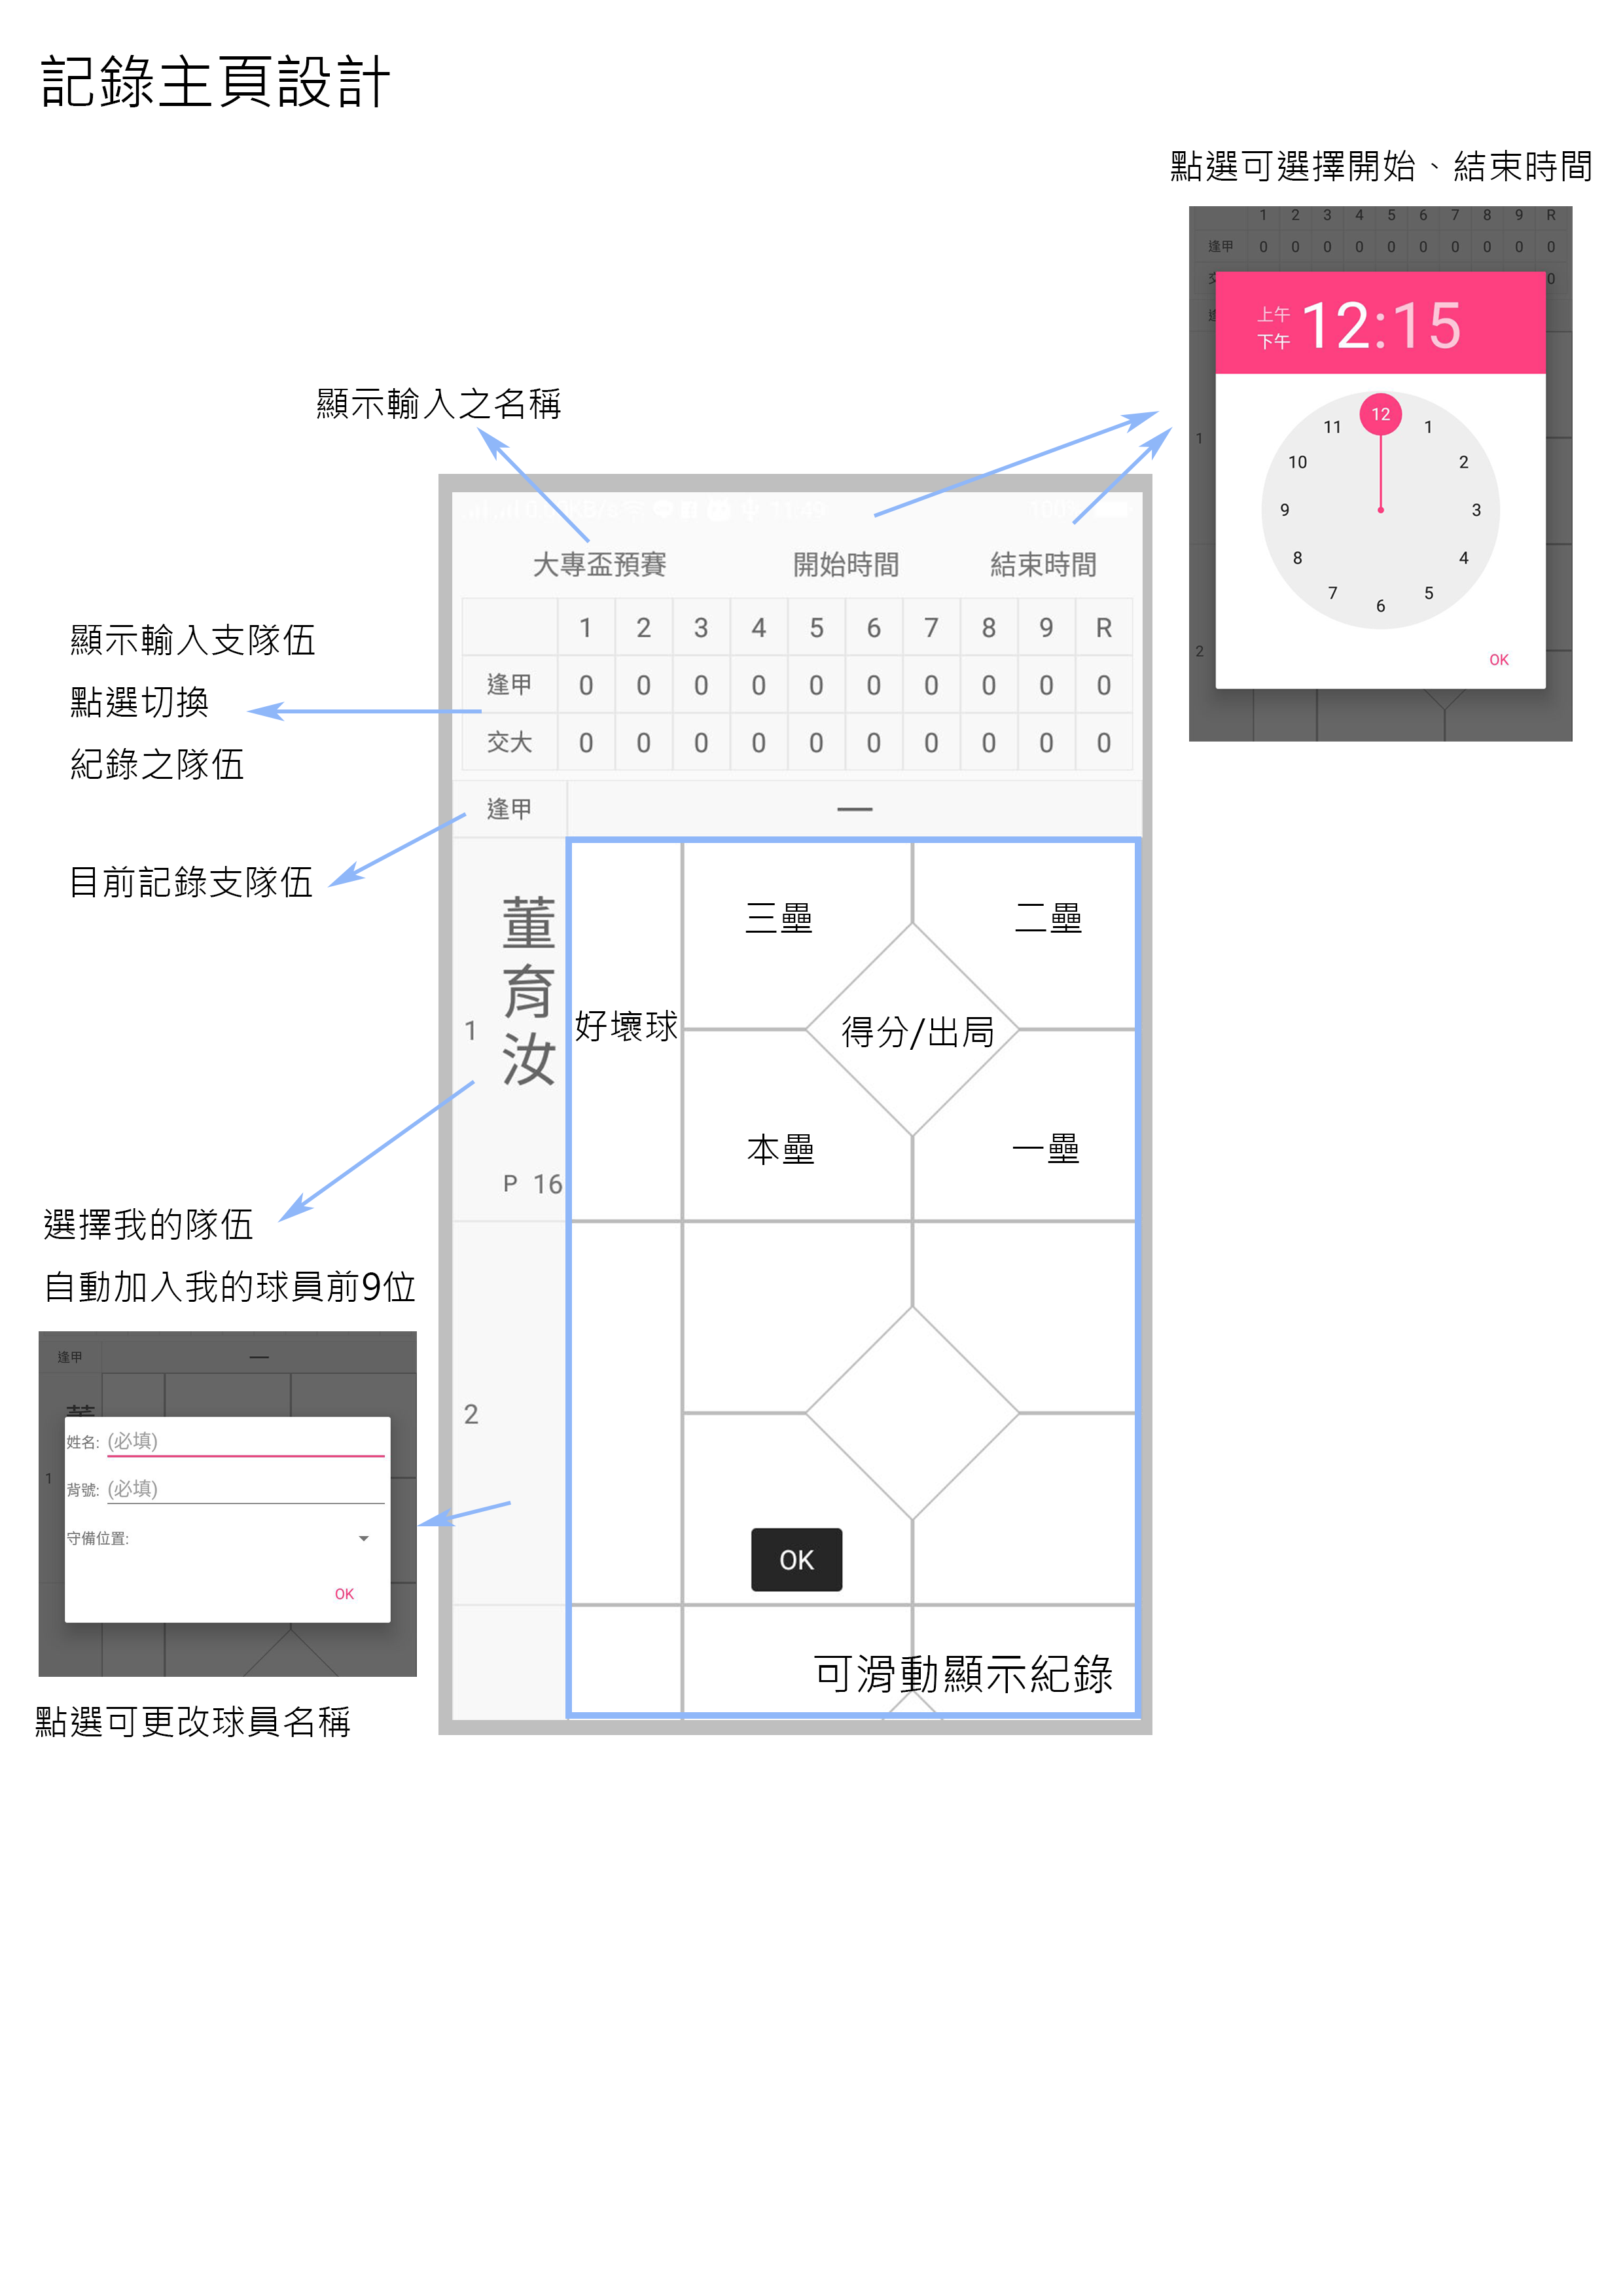 記錄主頁設計
點選可選擇開始、結束時間
1 2 3 4 5 6 7 8 9 R
逢甲 0 0 0 0 0 0 0 0 0 0
0
上午
下午
12:15
12
11 1
10 2
9 3
8 4
7 5
6
OK
1
2
顯示輸入之名稱
大專盃預賽 開始時間 結束時間
1 2 3 4 5 6 7 8 9 R
逢甲 0 0 0 0 0 0 0 0 0 0
交大 0 0 0 0 0 0 0 0 0 0
顯示輸入支隊伍
點選切換
紀錄之隊伍
逢甲 一
目前記錄支隊伍
1
董育汝
P 16
好壞球
三壘 二壘
得分/出局
本壘 一壘
選擇我的隊伍
自動加入我的球員前9位
2
OK
可滑動顯示紀錄
逢甲 一
1
姓名: (必填)
背號: (必填)
守備位置:
OK
點選可更改球員名稱